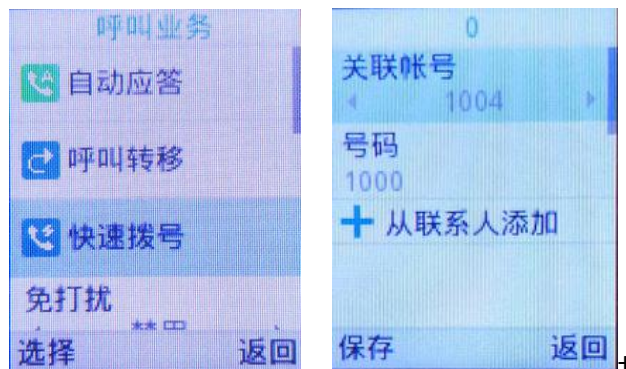 呼叫业务
自动应答
呼叫转移
快速拨号
免打扰
选择 返回
0
关联帐号
1004
号码
1000
从联系人添加
保存 返回